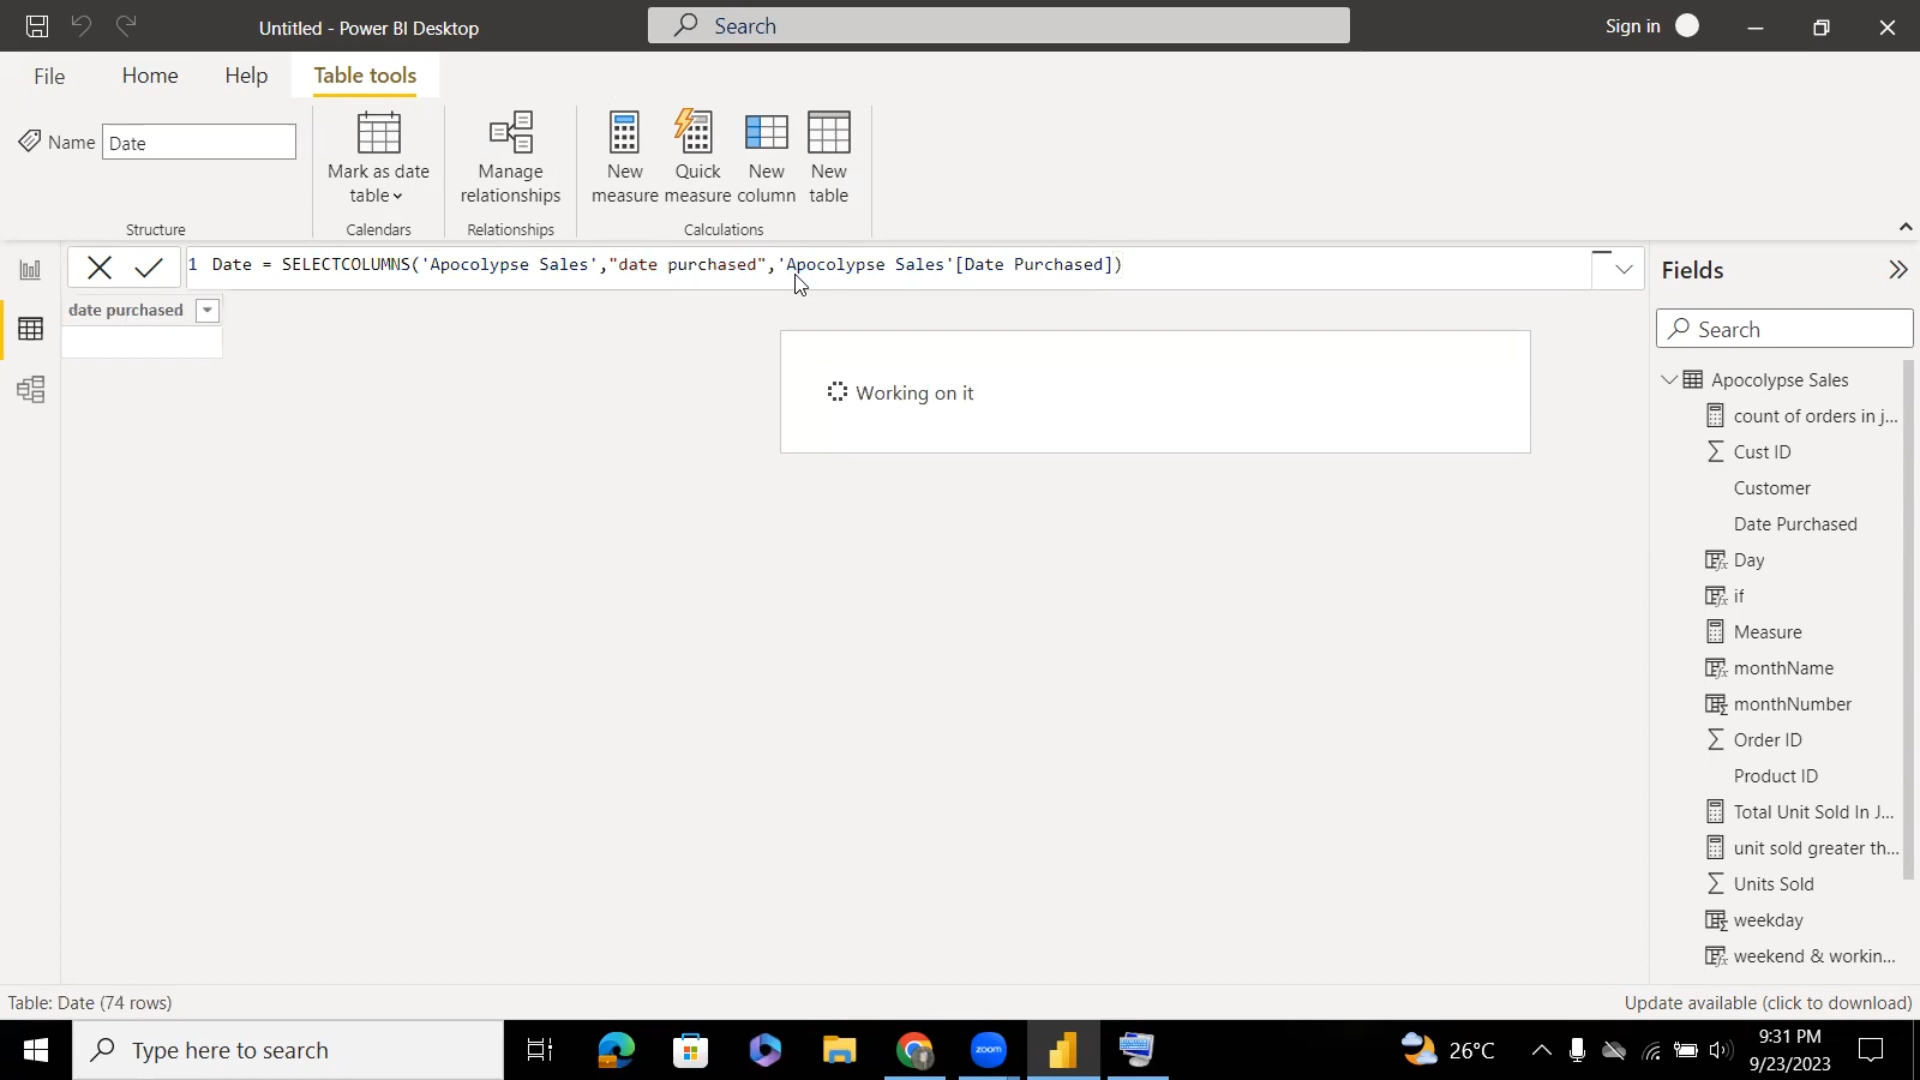 Untitled - Power BI Desktop
Search
Sign in
File
Home
Help
Table tools
Name
Date
Mark as date
table
Manage
relationships
New
measure
Quick
measure
New
column
New
table
Structure
Calendars
Relationships
Calculations
1 Date = SELECTCOLUMNS('Apocolypse Sales',"date purchased",'Apocolypse Sales'[Date Purchased])
date purchased
Working on it
Fields
Search
Apocolypse Sales
count of orders in j...
Cust ID
Customer
Date Purchased
Day
if
Measure
monthName
monthNumber
Order ID
Product ID
Total Unit Sold In J...
unit sold greater th...
Units Sold
weekday
weekend & workin...
Table: Date (74 rows)
Update available (click to download)
Type here to search
zoom
26°C
9:31 PM
9/23/2023